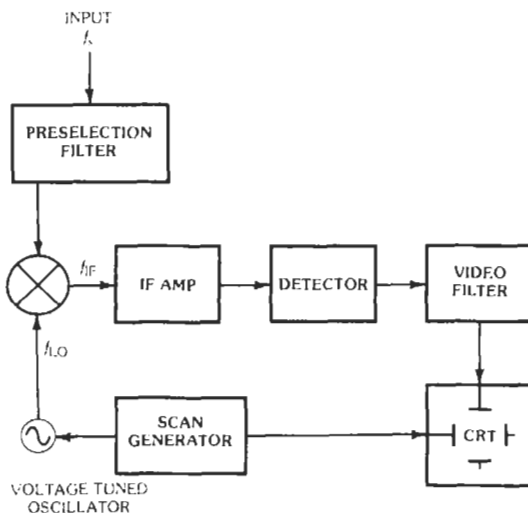 INPUT
fs
PRESELECTION
FILTER
fIF
IF AMP
DETECTOR
VIDEO
FILTER
fLO
SCAN
GENERATOR
CRT
VOLTAGE TUNED
OSCILLATOR